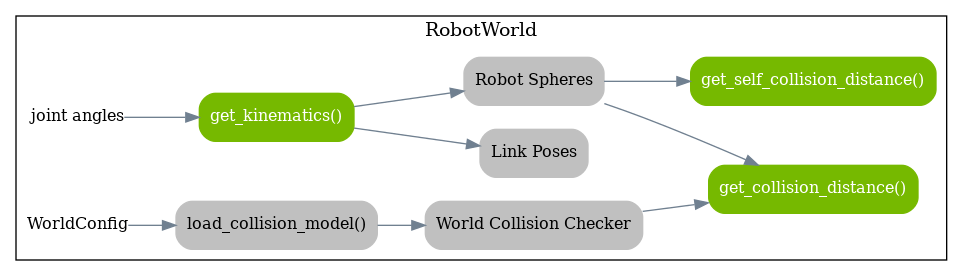 RobotWorld
Robot Spheres
get_self_collision_distance()
joint angles
get_kinematics()
Link Poses
get_collision_distance()
WorldConfig
load_collision_model()
World Collision Checker